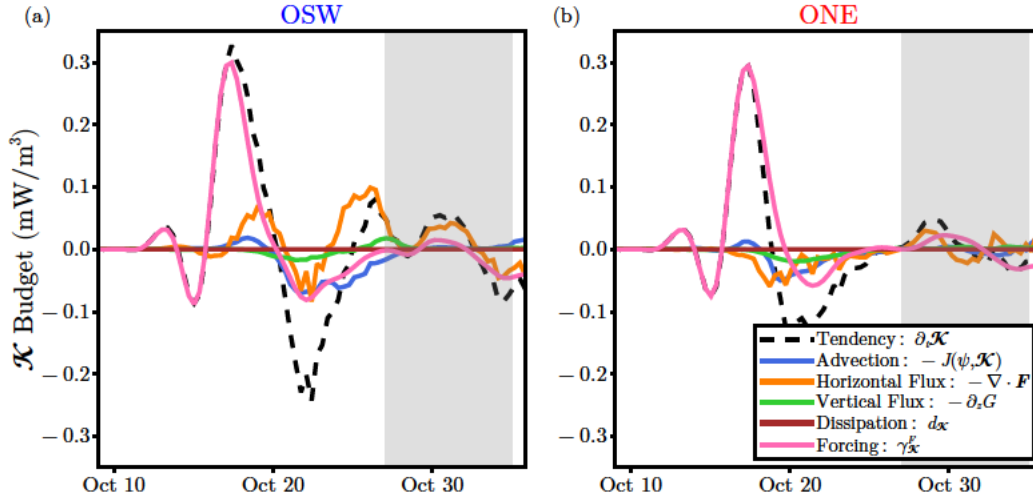 (a) OSW
(b) ONE
𝓚 Budget (mW/m³)
0.3
0.2
0.1
0.0
− 0.1
− 0.2
− 0.3
Oct 10 Oct 20 Oct 30
0.3
0.2
0.1
0.0
− 0.1
− 0.2
− 0.3
Oct 10 Oct 20 Oct 30
Tendency: ∂ₜ𝓚
Advection: − J(ψ,𝓚)
Horizontal Flux: − ∇ · F
Vertical Flux: − ∂_zG
Dissipation: d_𝓚
Forcing: γ_𝓚^F